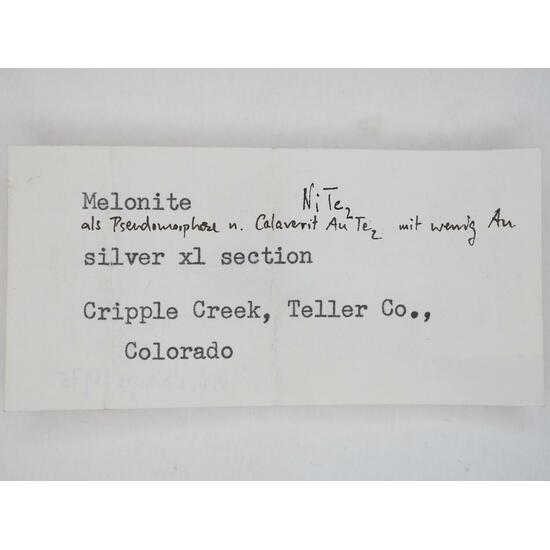 Melonite NiTe₂
als Pseudomorphose n. Calaverit AuTe₂ mit wenig Au
silver xl section
Cripple Creek, Teller Co.,
Colorado